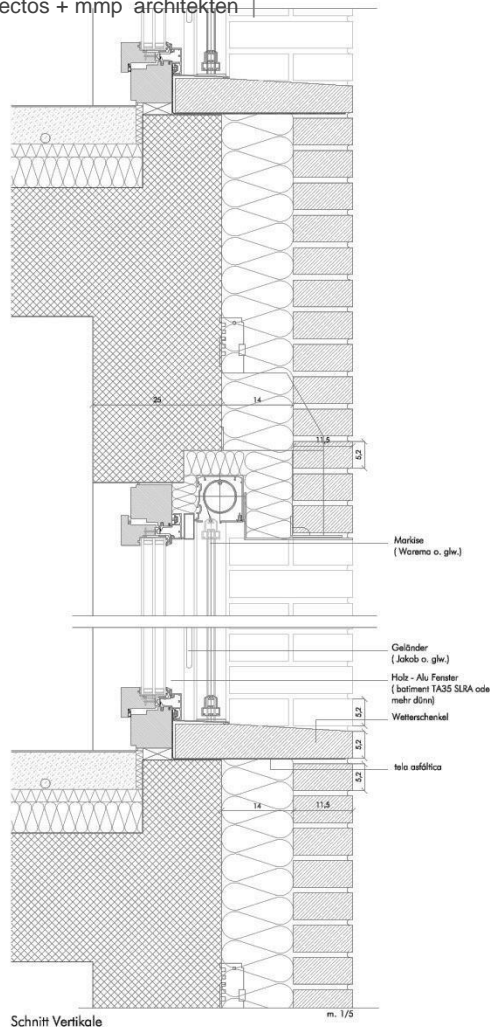 ectos + mmp architekten
25
14
11,5
5,2
Markise
( Warema o. glw.)
Geländer
( Jakob o. glw.)
Holz - Alu Fenster
( batiment TA35 SLRA ode
mehr dünn)
5,2
Wetterschenkel
5,2
tela asfáltica
5,2
14
11,5
Schnitt Vertikale
m. 1/5